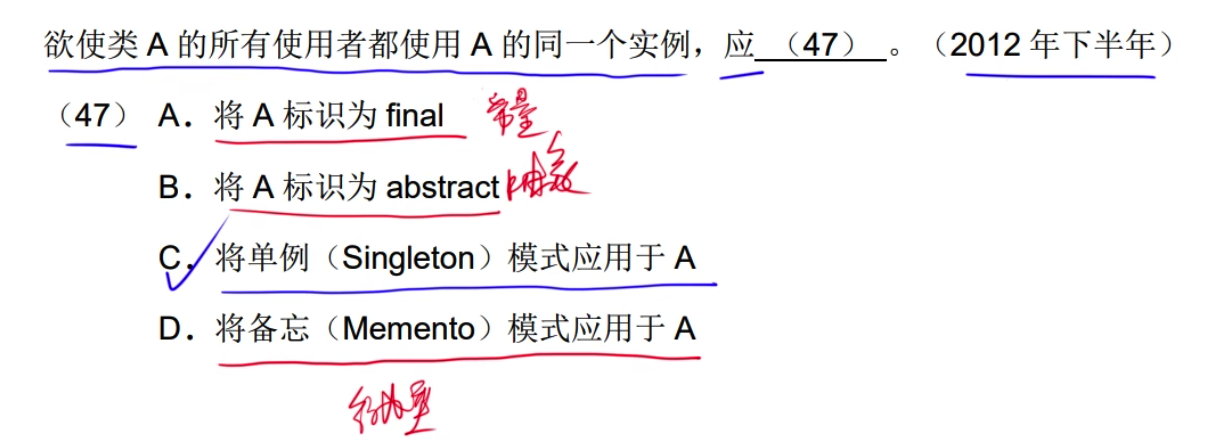 欲使类 A 的所有使用者都使用 A 的同一个实例，应 （47） 。（2012 年下半年）
（47） A．将 A 标识为 final 常量
B．将 A 标识为 abstract 抽象
C．将单例（Singleton）模式应用于 A
D．将备忘（Memento）模式应用于 A
行为型